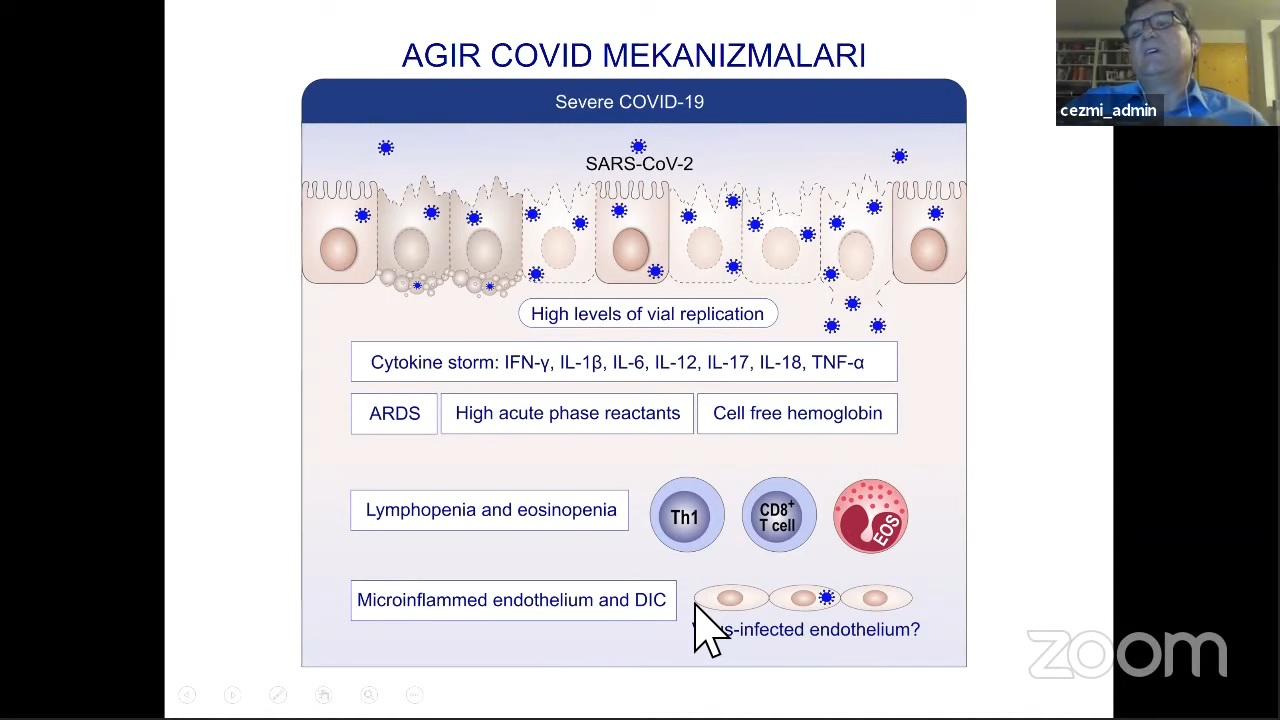 AGIR COVID MEKANIZMALARI
Severe COVID-19
cezmi_admin
SARS-CoV-2
High levels of vial replication
Cytokine storm: IFN-γ, IL-1β, IL-6, IL-12, IL-17, IL-18, TNF-α
ARDS
High acute phase reactants
Cell free hemoglobin
Lymphopenia and eosinopenia
Th1
CD8+
T cell
EOS
Microinflammed endothelium and DIC
infected endothelium?
zoom